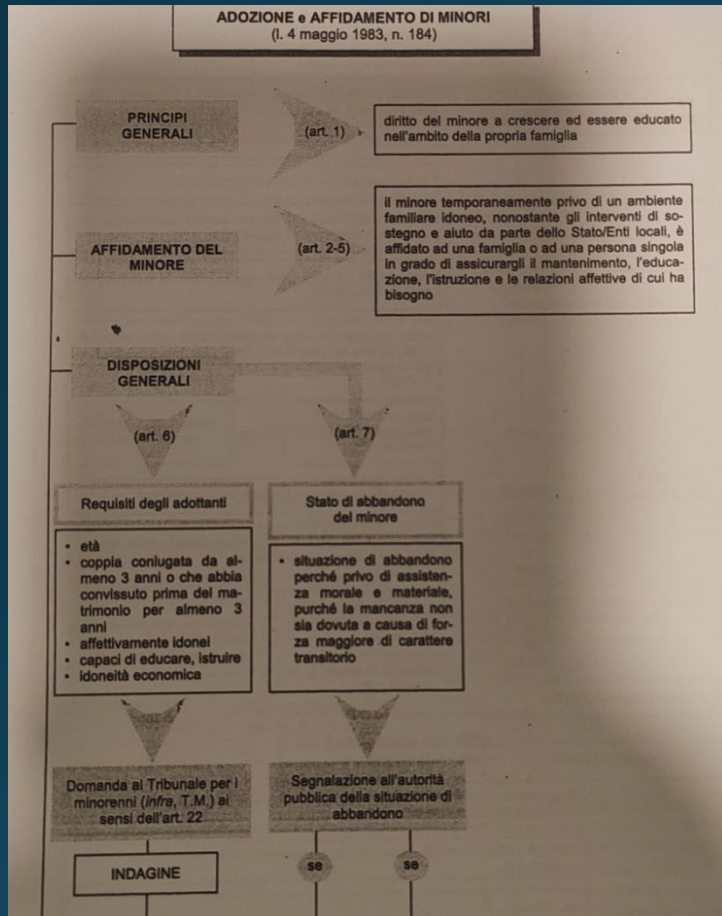 ADOZIONE e AFFIDAMENTO DI MINORI
(l. 4 maggio 1983, n. 184)
PRINCIPI
GENERALI
(art. 1)
diritto del minore a crescere ed essere educato
nell'ambito della propria famiglia
AFFIDAMENTO DEL
MINORE
(art. 2-5)
il minore temporaneamente privo di un ambiente
familiare idoneo, nonostante gli interventi di so-
stegno e aiuto da parte dello Stato/Enti locali, è
affidato ad una famiglia o ad una persona singola
in grado di assicurargli il mantenimento, l'educa-
zione, l'istruzione e le relazioni affettive di cui ha
bisogno
DISPOSIZIONI
GENERALI
(art. 6)
(art. 7)
Requisiti degli adottanti
• età
• coppia coniugata da al-
meno 3 anni o che abbia
convissuto prima del ma-
trimonio per almeno 3
anni
• affettivamente idonei
• capaci di educare, istruire
• idoneità economica
Stato di abbandono
del minore
• situazione di abbandono
perché privo di assisten-
za morale e materiale,
purché la mancanza non
sia dovuta a causa di for-
za maggiore di carattere
transitorio
Domanda al Tribunale per i
minorenni (infra, T.M.) ai
sensi dell'art. 22
Segnalazione all'autorità
pubblica della situazione di
abbandono
INDAGINE
se
se